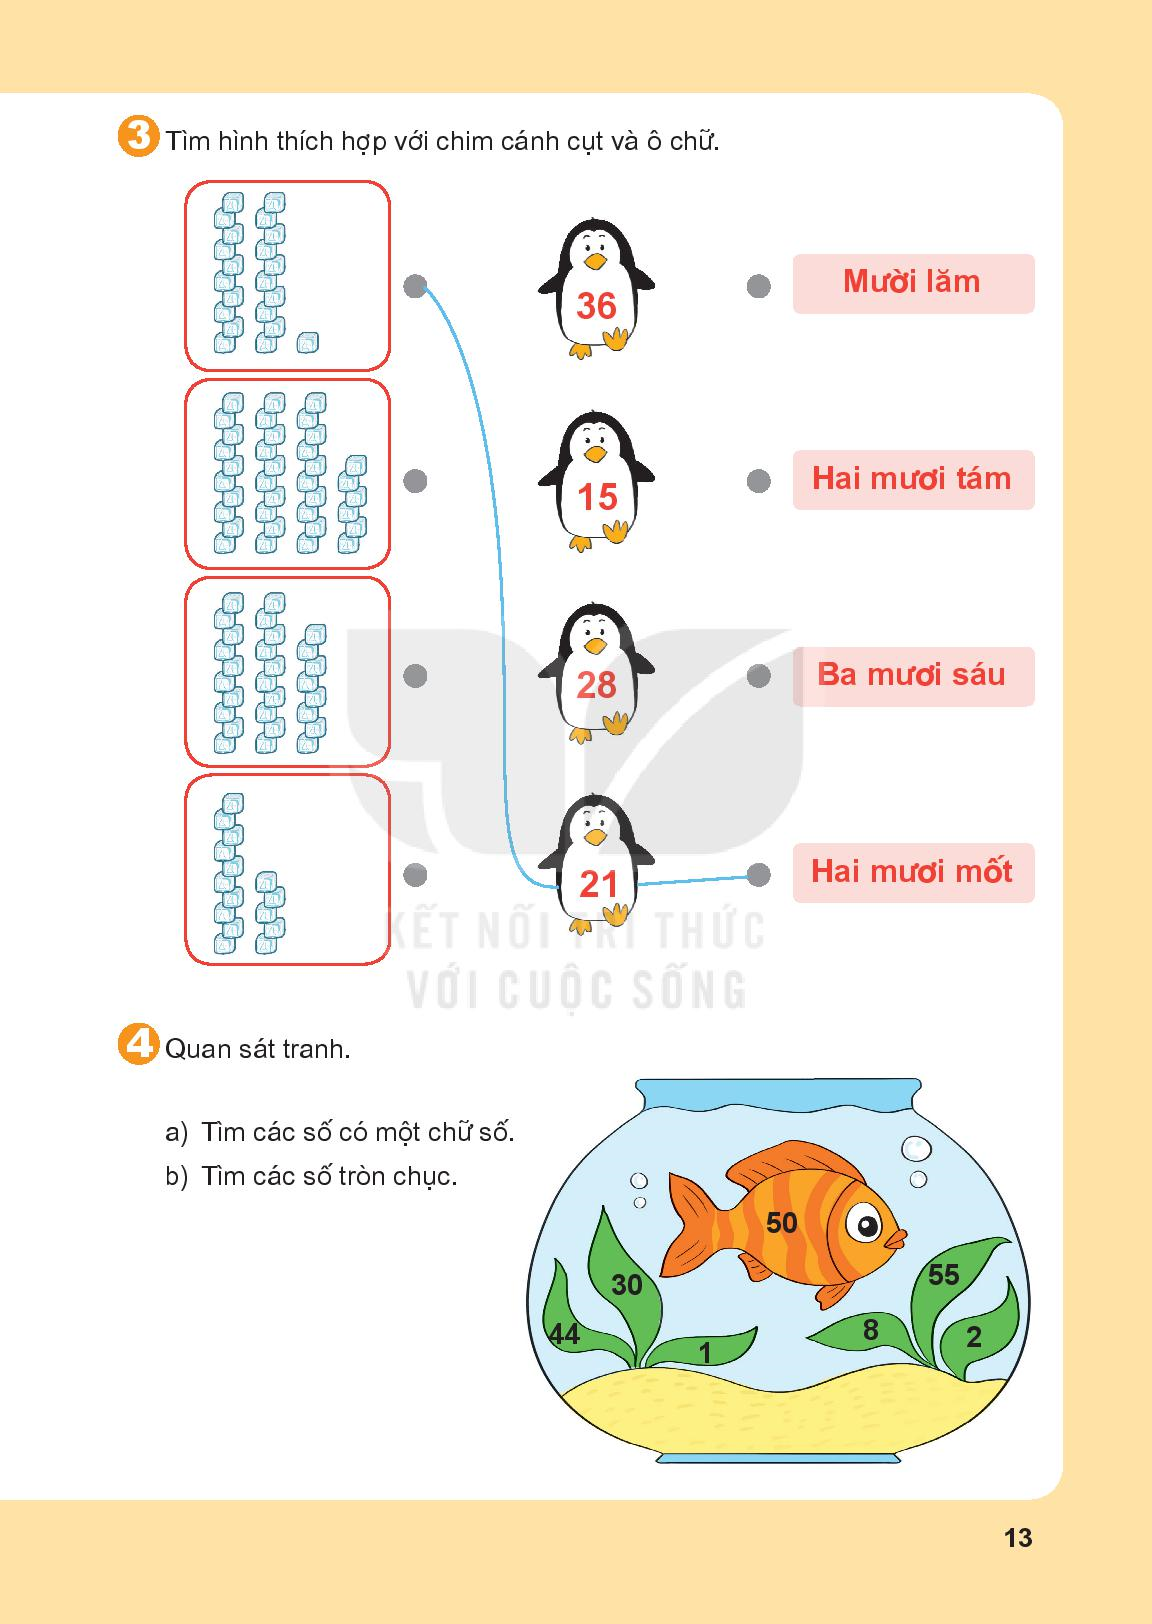 3 Tìm hình thích hợp với chim cánh cụt và ô chữ.
36
Mười lăm
15
Hai mươi tám
28
Ba mươi sáu
21
Hai mươi mốt
KẾT NỐI TRI THỨC
VỚI CUỘC SỐNG
4 Quan sát tranh.
a) Tìm các số có một chữ số.
b) Tìm các số tròn chục.
50
30
55
44
1
8
2
13